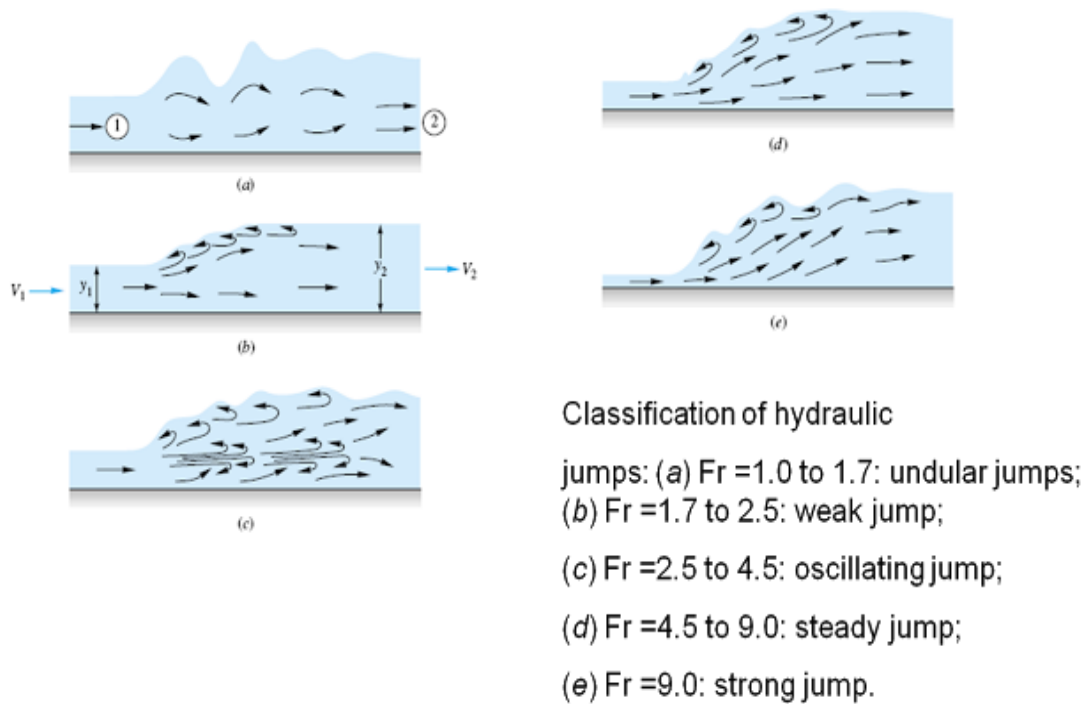 1
2
(a)
V1
y1
y2
V2
(b)
(c)
(d)
(e)
Classification of hydraulic
jumps: (a) Fr =1.0 to 1.7: undular jumps;
(b) Fr =1.7 to 2.5: weak jump;
(c) Fr =2.5 to 4.5: oscillating jump;
(d) Fr =4.5 to 9.0: steady jump;
(e) Fr =9.0: strong jump.